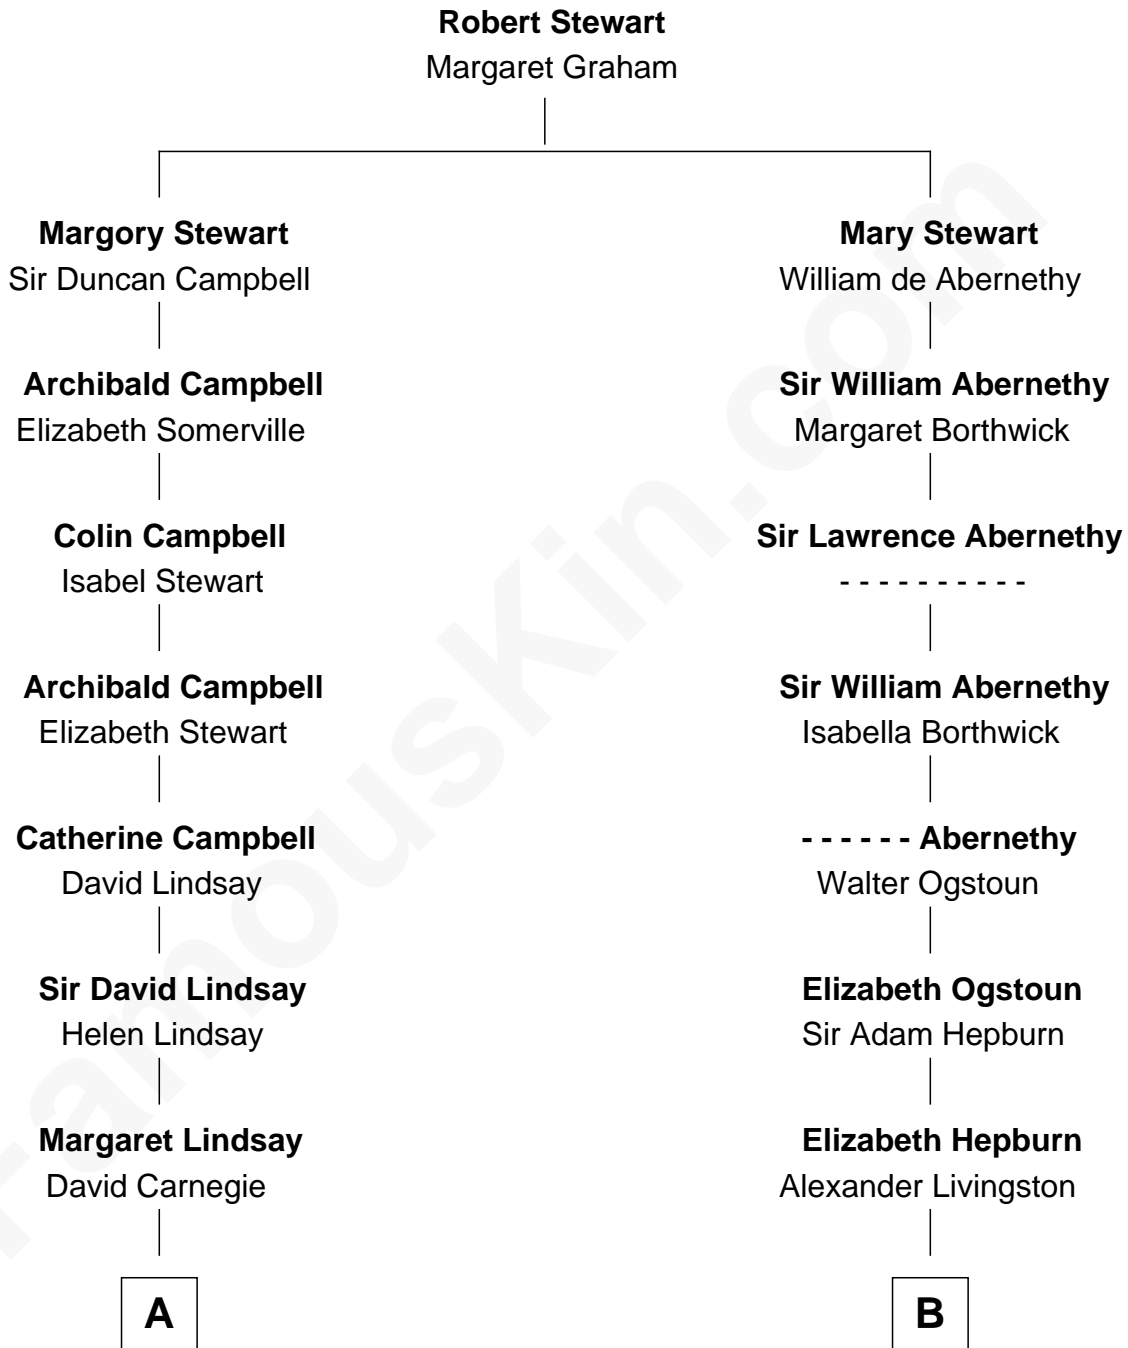 Robert Stewart
Margaret Graham
Margory Stewart
Sir Duncan Campbell
Mary Stewart
William de Abernethy
Archibald Campbell
Elizabeth Somerville
Sir William Abernethy
Margaret Borthwick
Colin Campbell
Isabel Stewart
Sir Lawrence Abernethy
- - - - - - - - - -
Archibald Campbell
Elizabeth Stewart
Sir William Abernethy
Isabella Borthwick
Catherine Campbell
David Lindsay
- - - - - - Abernethy
Walter Ogstoun
Sir David Lindsay
Helen Lindsay
Elizabeth Ogstoun
Sir Adam Hepburn
Margaret Lindsay
David Carnegie
Elizabeth Hepburn
Alexander Livingston
A
B
FamousKin.com